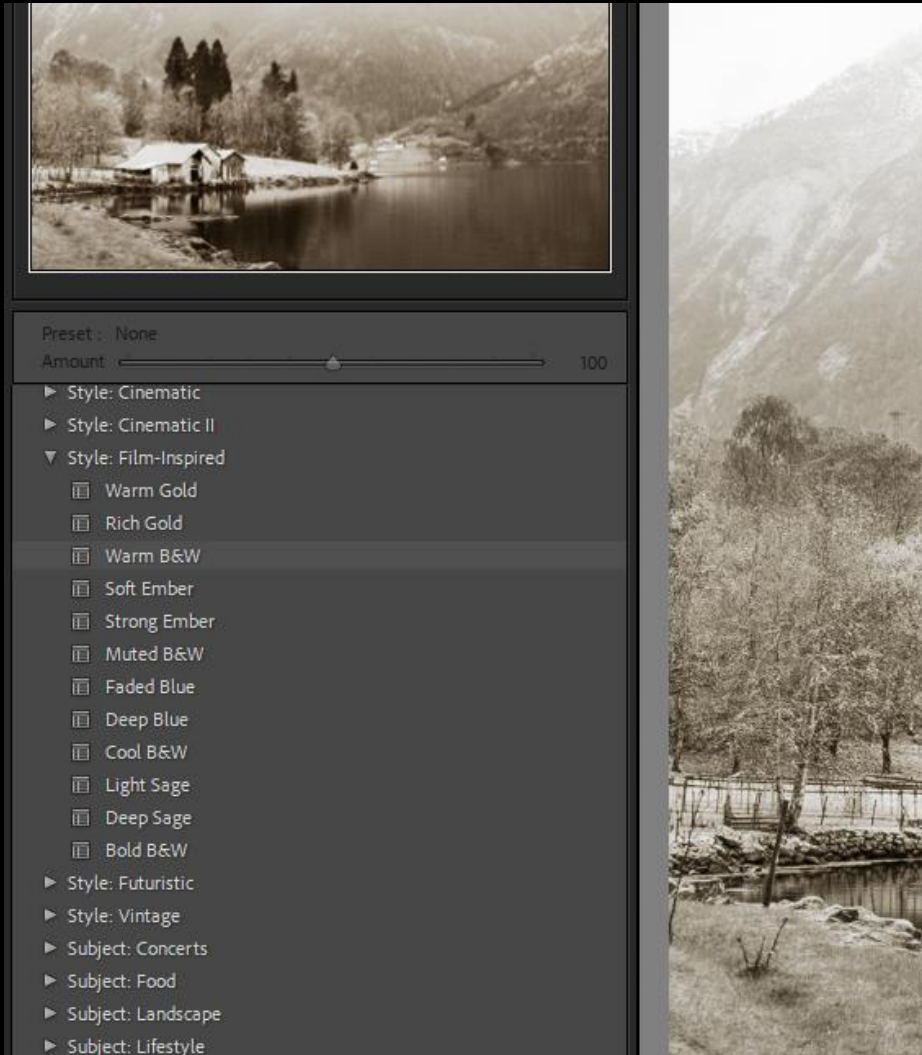 Preset : None
Amount 100
Style: Cinematic
Style: Cinematic II
Style: Film-Inspired
Warm Gold
Rich Gold
Warm B&W
Soft Ember
Strong Ember
Muted B&W
Faded Blue
Deep Blue
Cool B&W
Light Sage
Deep Sage
Bold B&W
Style: Futuristic
Style: Vintage
Subject: Concerts
Subject: Food
Subject: Landscape
Subject: Lifestyle